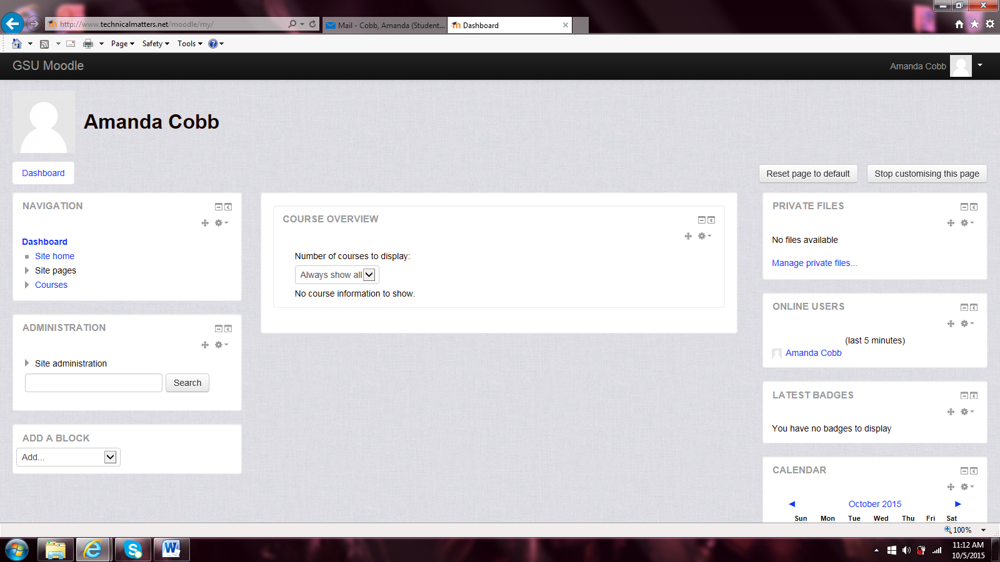 http://www.technicalmatters.net/moodle/my/
Mail - Cobb, Amanda (Student...
Dashboard
Page
Safety
Tools
GSU Moodle
Amanda Cobb
Amanda Cobb
Dashboard
Reset page to default
Stop customising this page
NAVIGATION
Dashboard
Site home
Site pages
Courses
ADMINISTRATION
Site administration
Search
ADD A BLOCK
Add...
COURSE OVERVIEW
Number of courses to display:
Always show all
No course information to show.
PRIVATE FILES
No files available
Manage private files...
ONLINE USERS
(last 5 minutes)
Amanda Cobb
LATEST BADGES
You have no badges to display
CALENDAR
October 2015
Sun Mon Tue Wed Thu Fri Sat
100%
11:12 AM
10/5/2015